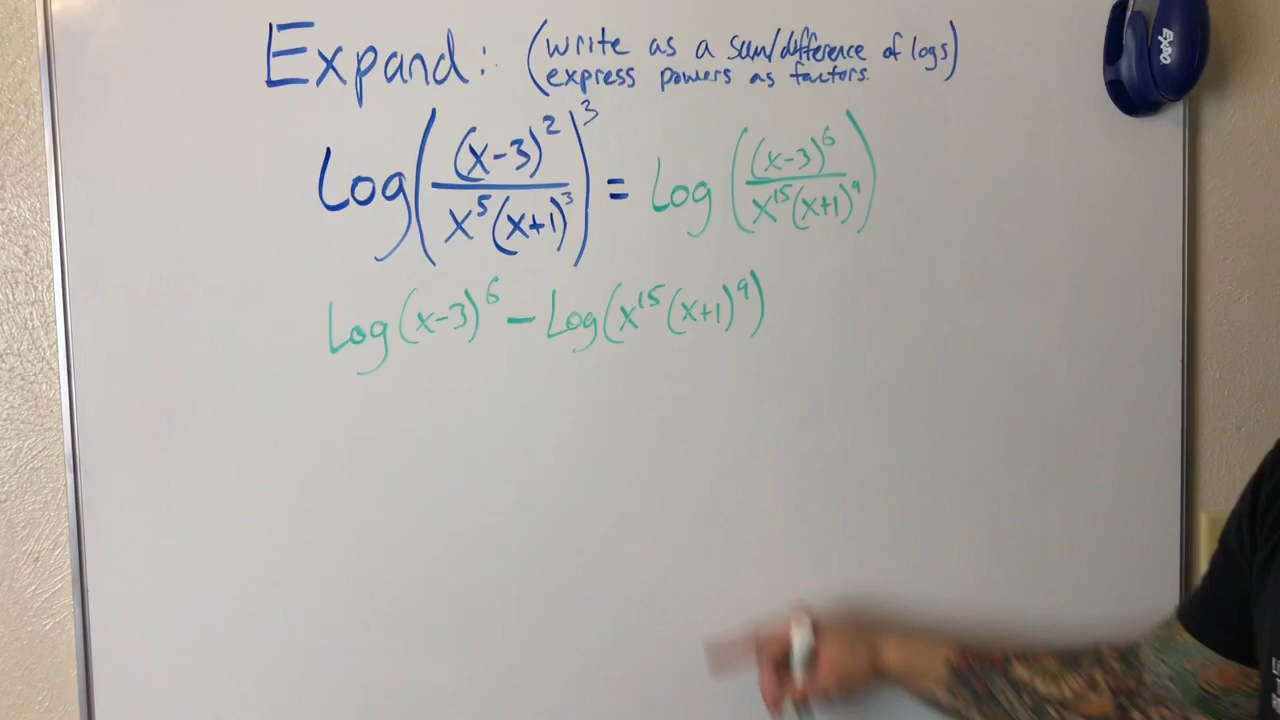 Expand: (write as a sum/difference of logs)
(express powers as factors.
Log((x-3)²/(x⁵(x+1)³))³ = Log((x-3)⁶/(x¹⁵(x+1)⁹))
Log(x-3)⁶ - Log(x¹⁵(x+1)⁹)
EXPO